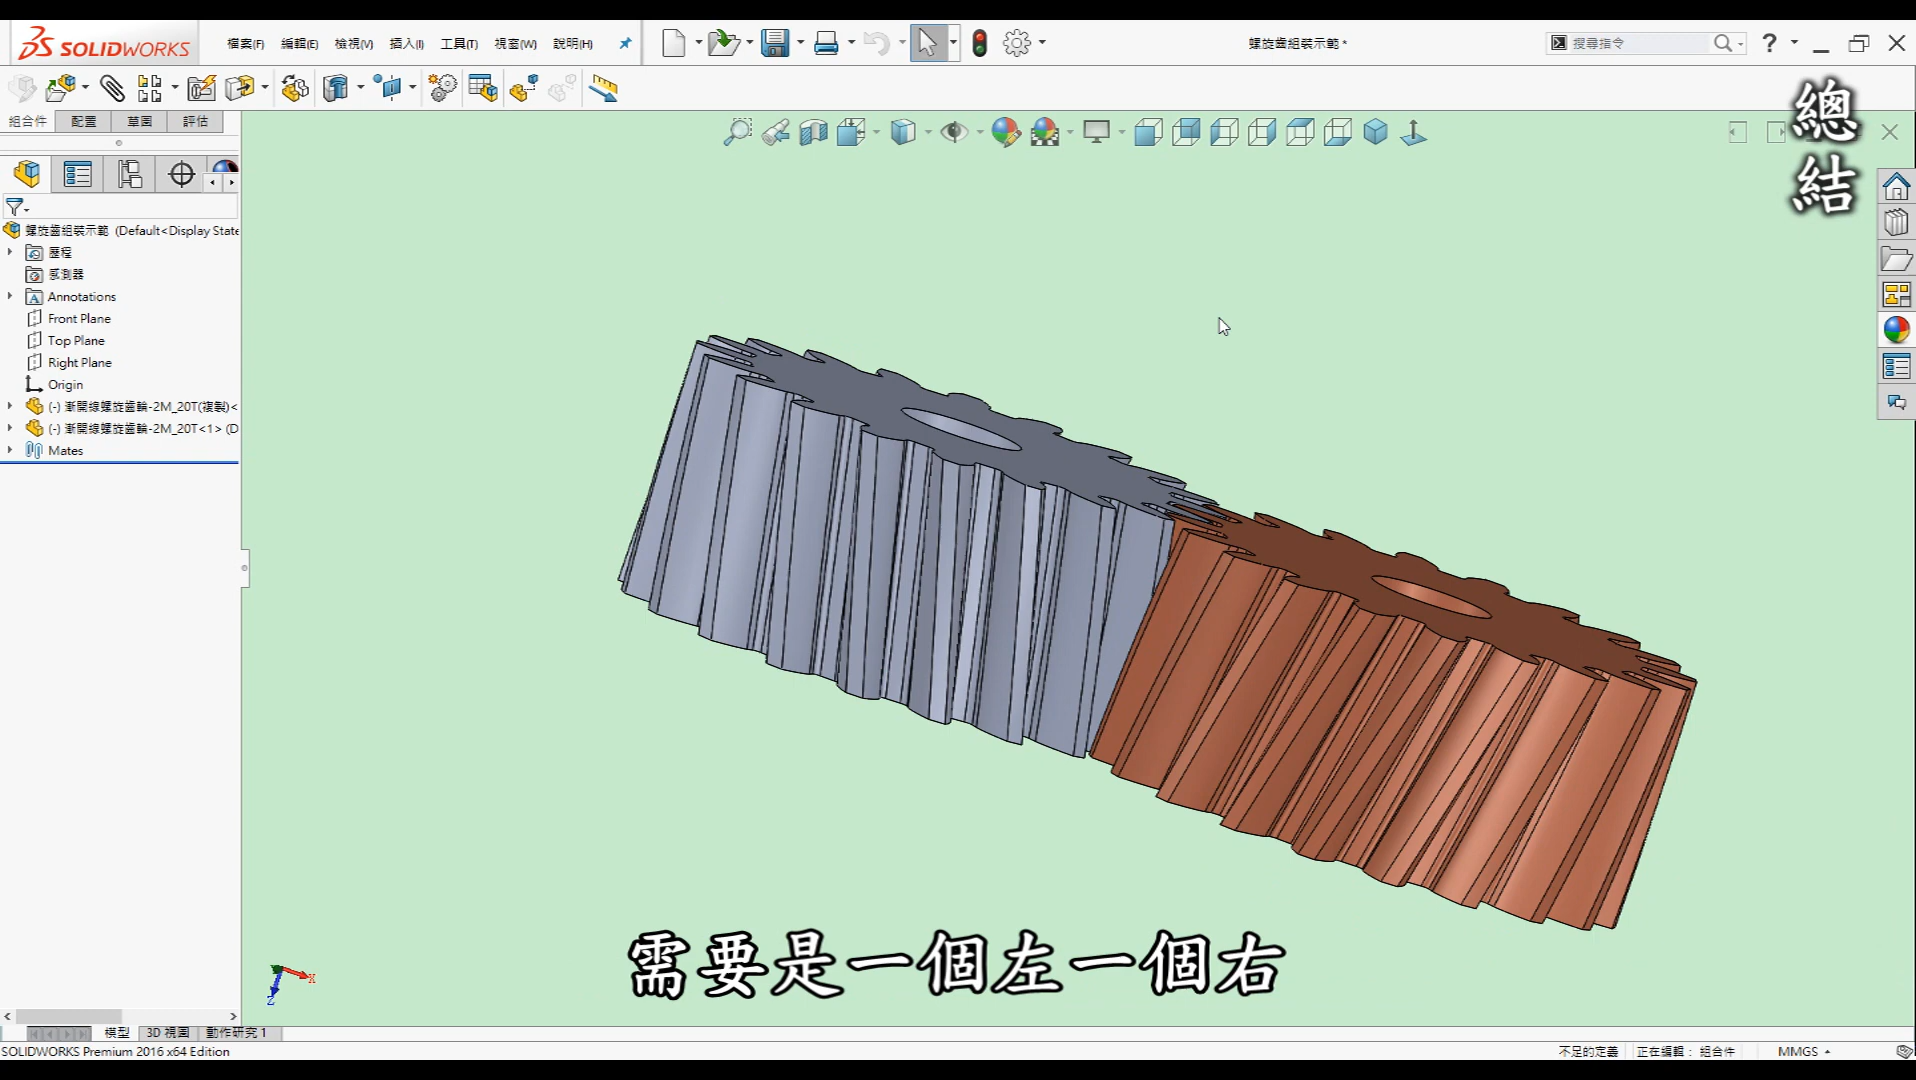 SOLIDWORKS
檔案(F) 編輯(E) 檢視(V) 插入(I) 工具(T) 視窗(W) 說明(H)
螺旋齒組裝示範 *
搜尋指令
?
組合件 配置 草圖 評估
總結
螺旋齒組裝示範 (Default<Display State
歷程
感測器
A Annotations
Front Plane
Top Plane
Right Plane
Origin
(-) 漸開線螺旋齒輪-2M_20T(複製)<
(-) 漸開線螺旋齒輪-2M_20T<1> (D
Mates
需要是一個左一個右
X
Z
模型 3D 視圖 動作研究 1
SOLIDWORKS Premium 2016 x64 Edition
不足的定義 正在編輯： 組合件 MMGS